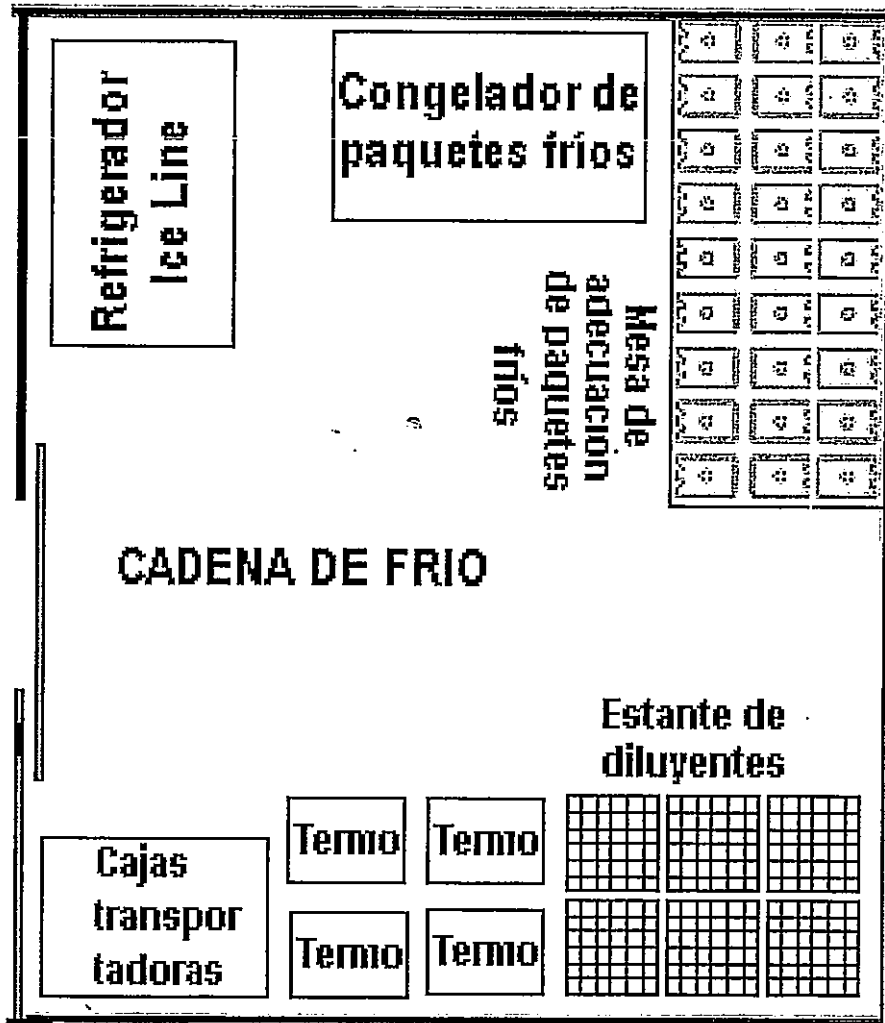 Refrigerador
Ice Line
Congelador de
paquetes fríos
Mesa de
adecuacion
de paquetes
fríos
CADENA DE FRIO
Estante de
diluyentes
Termo
Termo
Cajas
transpor
tadoras
Termo
Termo